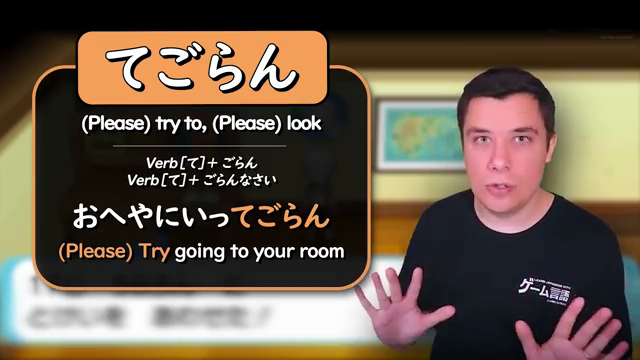 てごらん
(Please) try to, (Please) look
Verb[て]+ごらん
Verb[て]+ごらんなさい
おへやにいってごらん
(Please) Try going to your room
ゲーム言語